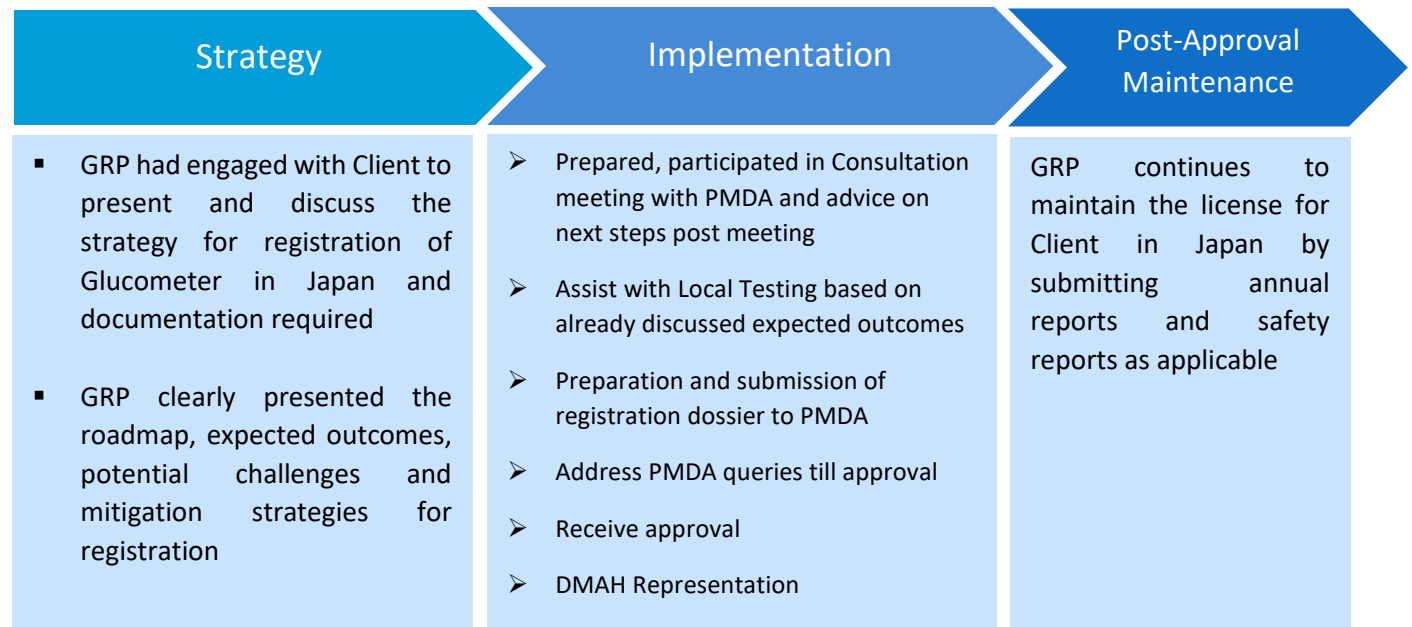 Strategy
▪ GRP had engaged with Client to
present and discuss the
strategy for registration of
Glucometer in Japan and
documentation required
▪ GRP clearly presented the
roadmap, expected outcomes,
potential challenges and
mitigation strategies for
registration
Implementation
➢ Prepared, participated in Consultation
meeting with PMDA and advice on
next steps post meeting
➢ Assist with Local Testing based on
already discussed expected outcomes
➢ Preparation and submission of
registration dossier to PMDA
➢ Address PMDA queries till approval
➢ Receive approval
➢ DMAH Representation
Post-Approval
Maintenance
GRP continues to
maintain the license for
Client in Japan by
submitting annual
reports and safety
reports as applicable